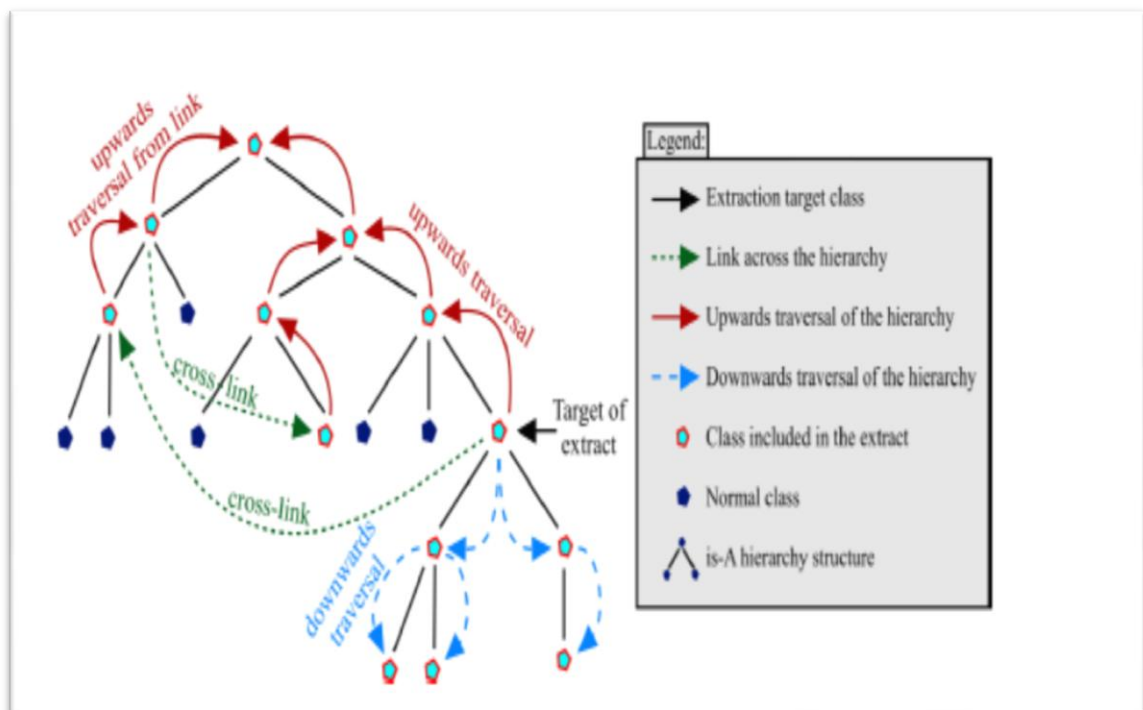 upwards
traversal from link
upwards traversal
cross-link
cross-link
Target of
extract
downwards
traversal
Legend:
Extraction target class
Link across the hierarchy
Upwards traversal of the hierarchy
Downwards traversal of the hierarchy
Class included in the extract
Normal class
is-A hierarchy structure